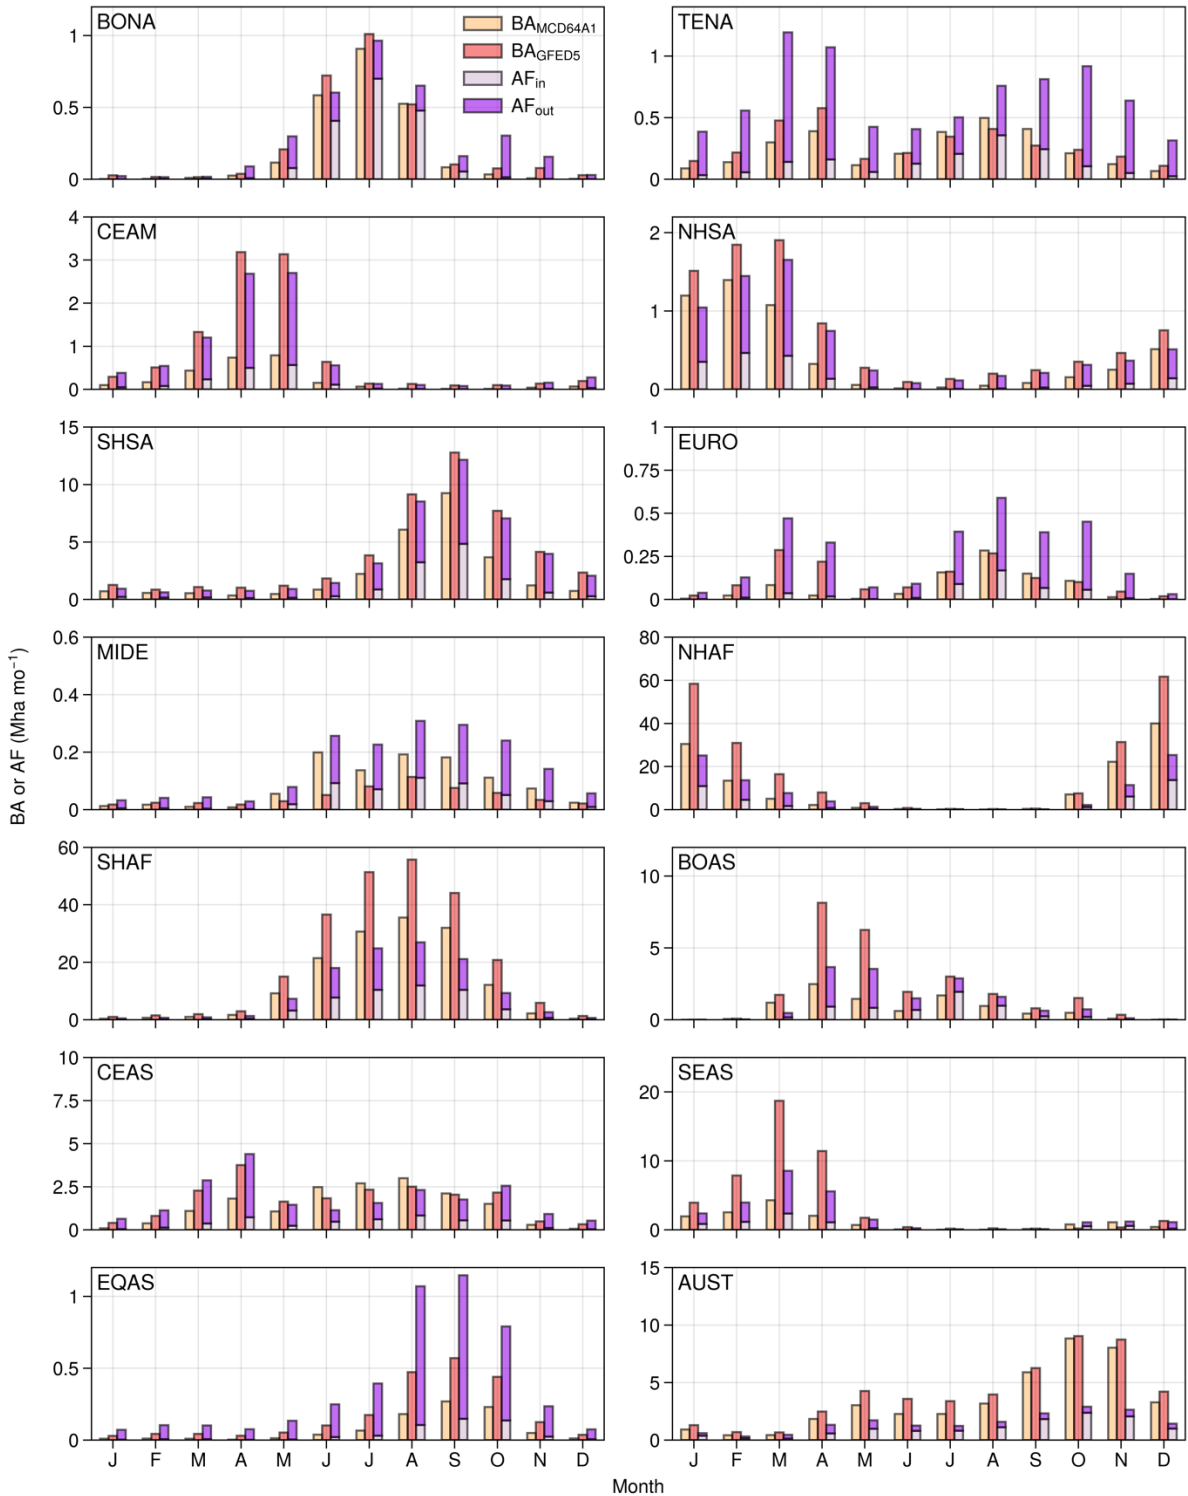 BONA
BA_MCD64A1
BA_GFED5
AF_in
AF_out
1
0.5
0
TENA
1
0.5
0
CEAM
4
3
2
1
0
NHSA
2
1
0
SHSA
15
10
5
0
EURO
1
0.75
0.5
0.25
0
MIDE
0.6
0.4
0.2
0
NHAF
80
60
40
20
0
SHAF
60
40
20
0
BOAS
10
5
0
CEAS
10
7.5
5
2.5
0
SEAS
20
10
0
EQAS
1
0.5
0
AUST
15
10
5
0
J F M A M J J A S O N D
J F M A M J J A S O N D
Month
BA or AF (Mha mo⁻¹)